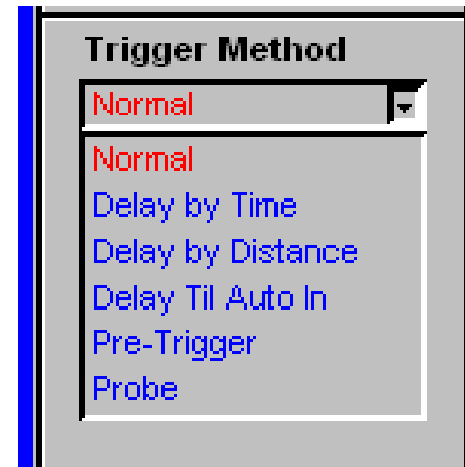 Trigger Method
Normal
Normal
Delay by Time
Delay by Distance
Delay Til Auto In
Pre-Trigger
Probe